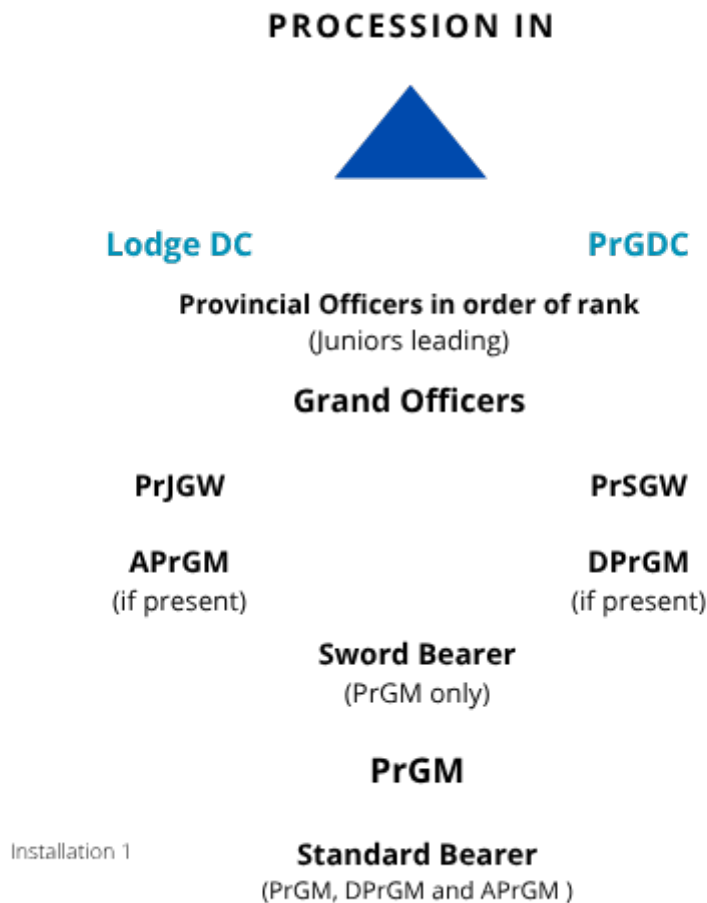 PROCESSION IN
Lodge DC PrGDC
Provincial Officers in order of rank
(Juniors leading)
Grand Officers
PrJGW PrSGW
APrGM DPrGM
(if present) (if present)
Sword Bearer
(PrGM only)
PrGM
Installation 1 Standard Bearer
(PrGM, DPrGM and APrGM )